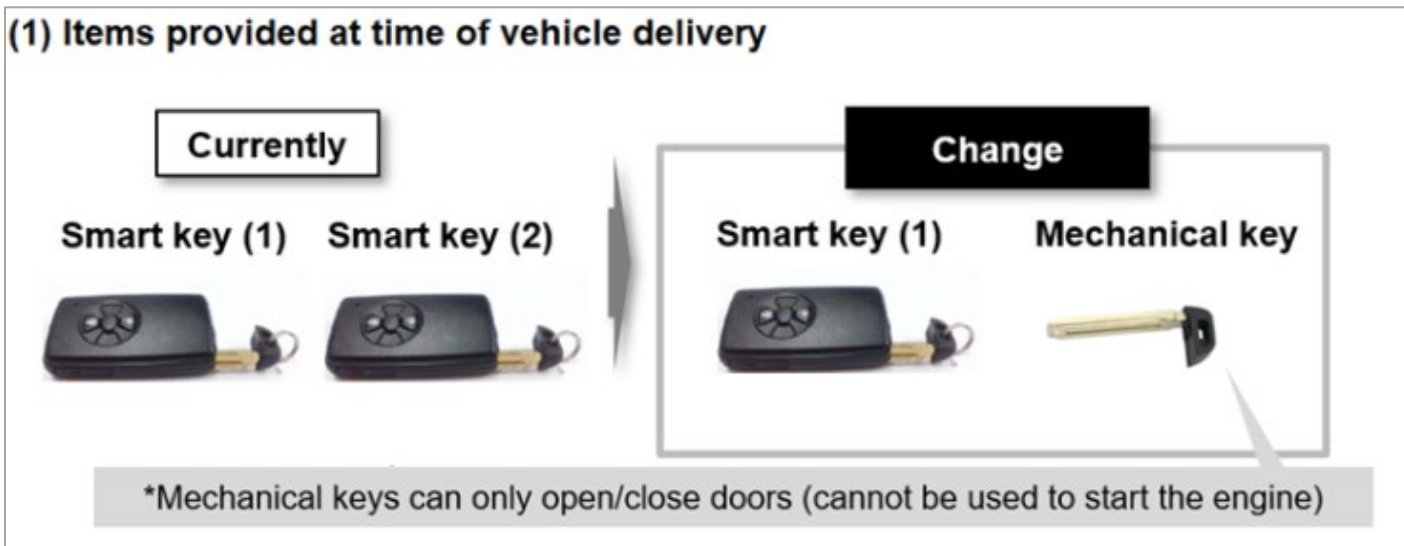 (1) Items provided at time of vehicle delivery
Currently
Change
Smart key (1)
Smart key (2)
Smart key (1)
Mechanical key
*Mechanical keys can only open/close doors (cannot be used to start the engine)